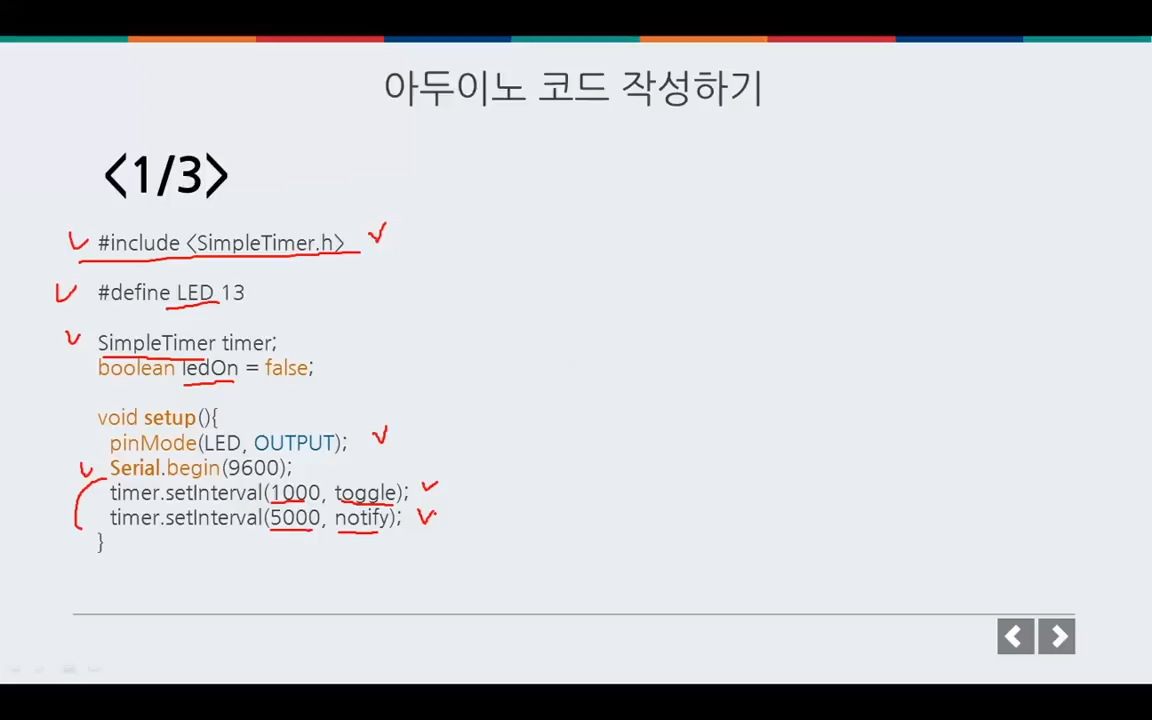 아두이노 코드 작성하기
<1/3>
#include <SimpleTimer.h>
#define LED 13
SimpleTimer timer;
boolean ledOn = false;
void setup(){
pinMode(LED, OUTPUT);
Serial.begin(9600);
timer.setInterval(1000, toggle);
timer.setInterval(5000, notify);
}